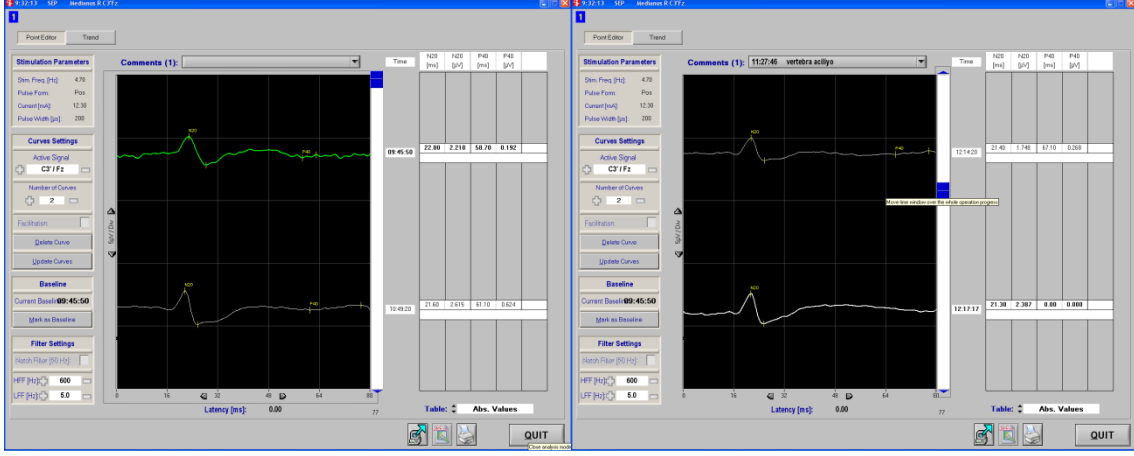 9:32:13 SEP Medianus R C3'Fz
1
Point Editor Trend
Stimulation Parameters
Stim. Freq. [Hz]: 4.70
Pulse Form: Pos
Current [mA]: 12.30
Pulse Width [µs]: 200
Curves Settings
Active Signal
C3' / Fz
Number of Curves
2
Facilitation
Delete Curve
Update Curves
Baseline
Current Baseline 09:45:50
Mark as Baseline
Filter Settings
Notch Filter [50 Hz]:
HFF [Hz]: 600
LFF [Hz]: 5.0
Comments (1):
N20
P40
N20
P40
5µV / Div
0 16 32 48 64 80
Latency [ms]: 0.00
77
Time N20 [ms] N20 [µV] P40 [ms] P40 [µV]
09:45:50 22.80 2.210 58.70 0.192
10:49:20 21.60 2.615 61.10 0.624
Table: Abs. Values
QUIT
Close analysis mode
9:32:13 SEP Medianus R C3'Fz
1
Point Editor Trend
Stimulation Parameters
Stim. Freq. [Hz]: 4.70
Pulse Form: Pos
Current [mA]: 12.30
Pulse Width [µs]: 200
Curves Settings
Active Signal
C3' / Fz
Number of Curves
2
Facilitation
Delete Curve
Update Curves
Baseline
Current Baseline 09:45:50
Mark as Baseline
Filter Settings
Notch Filter [50 Hz]:
HFF [Hz]: 600
LFF [Hz]: 5.0
Comments (1): 11:27:46 vertebra aciliyo
N20
P40
N20
5µV / Div
0 16 32 48 64
Latency [ms]: 0.00
77
Move time window over the whole operation progress
Time N20 [ms] N20 [µV] P40 [ms] P40 [µV]
12:14:20 21.40 1.740 67.10 0.260
12:17:17 21.30 2.387 0.00 0.000
Table: Abs. Values
QUIT